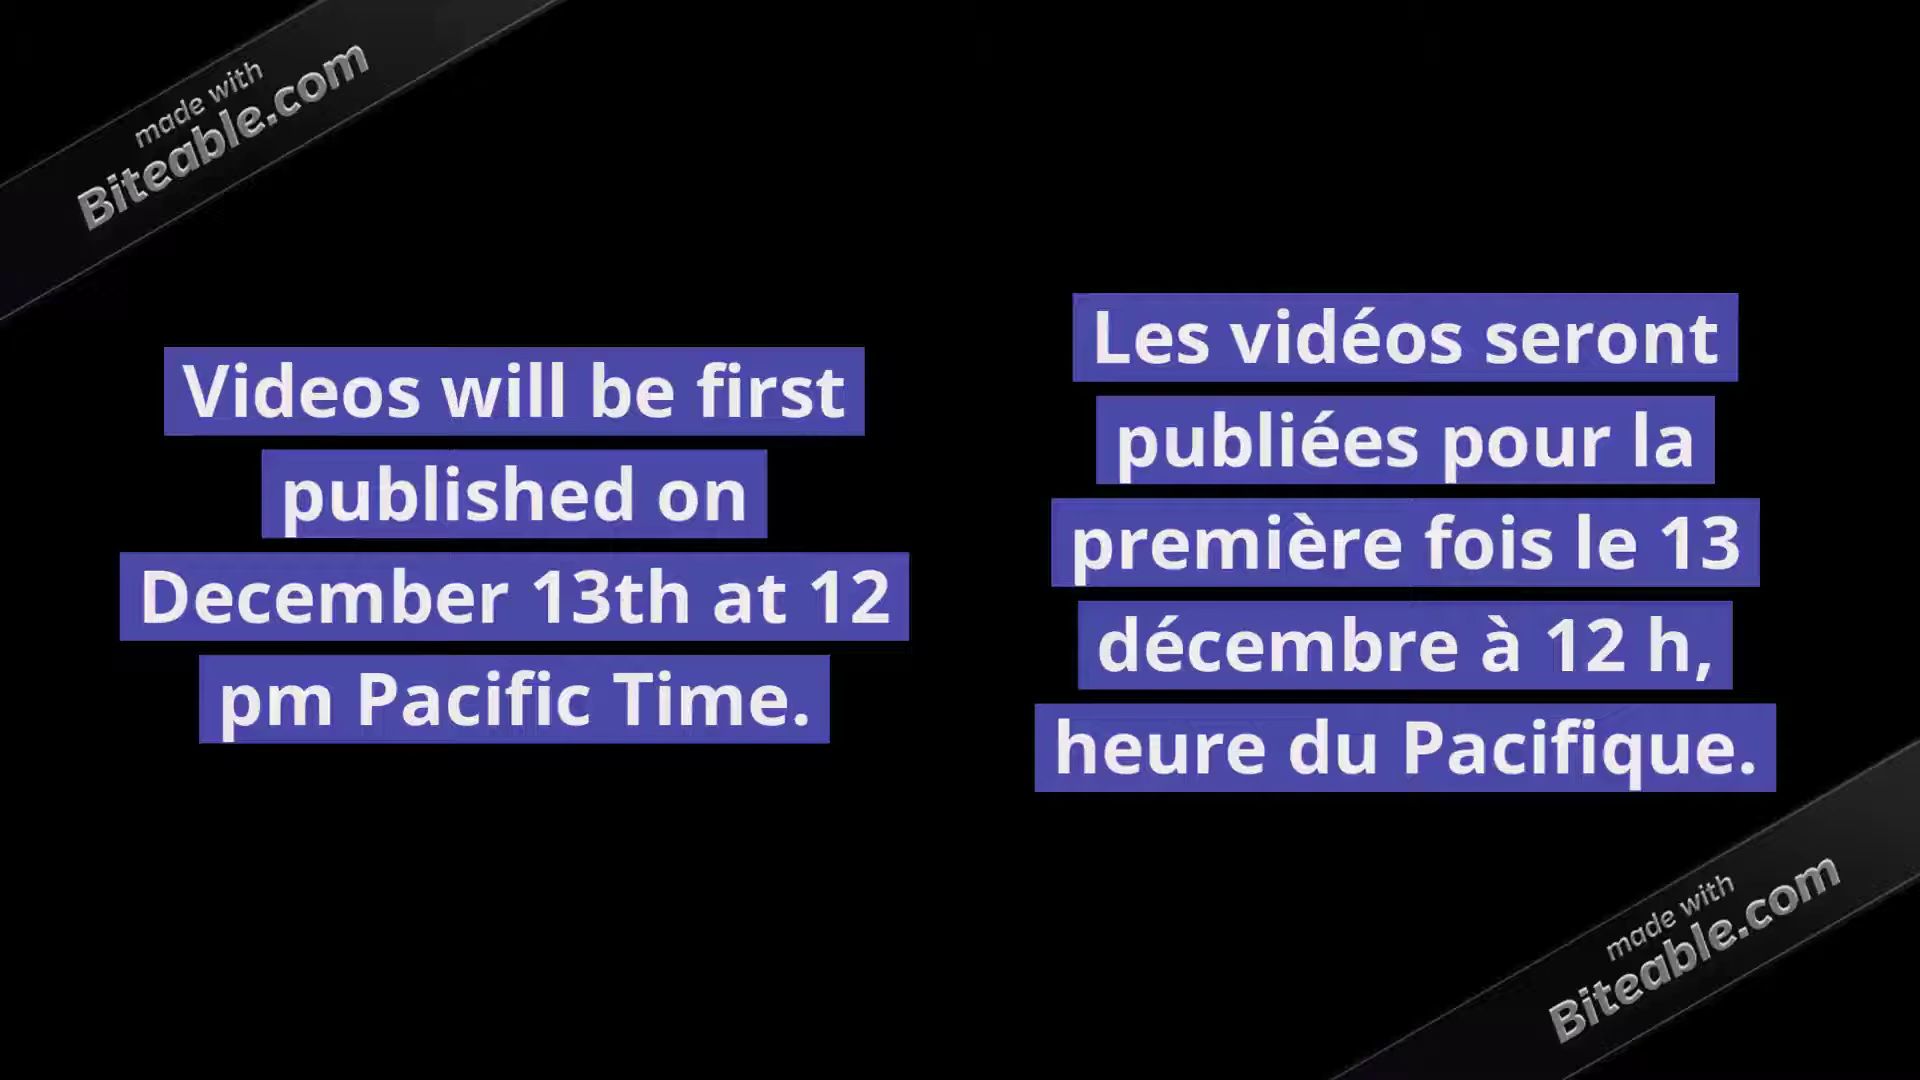 made with
Biteable.com
Videos will be first
published on
December 13th at 12
pm Pacific Time.
Les vidéos seront
publiées pour la
première fois le 13
décembre à 12 h,
heure du Pacifique.
made with
Biteable.com